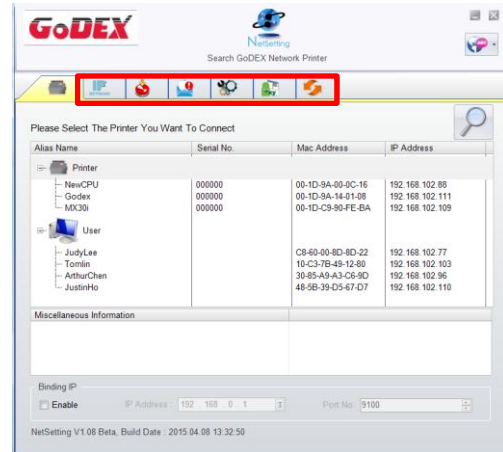 GoDEX
NetSetting
Search GoDEX Network Printer
IP
Please Select The Printer You Want To Connect
Alias Name Serial No. Mac Address IP Address
Printer
NewCPU 000000 00-1D-9A-00-0C-16 192.168.102.88
Godex 000000 00-1D-9A-14-01-08 192.168.102.111
MX30i 000000 00-1D-C9-90-FE-BA 192.168.102.109
User
JudyLee C8-60-00-8D-8D-22 192.168.102.77
Tomlin 10-C3-7B-49-12-80 192.168.102.103
ArthurChen 30-85-A9-A3-C6-9D 192.168.102.96
JustinHo 48-5B-39-D5-67-D7 192.168.102.110
Miscellaneous Information
Binding IP
Enable IP Address : 192 . 168 . 0 . 1 Port No: 9100
NetSetting V1.08 Beta, Build Date : 2015.04.08 13:32:50